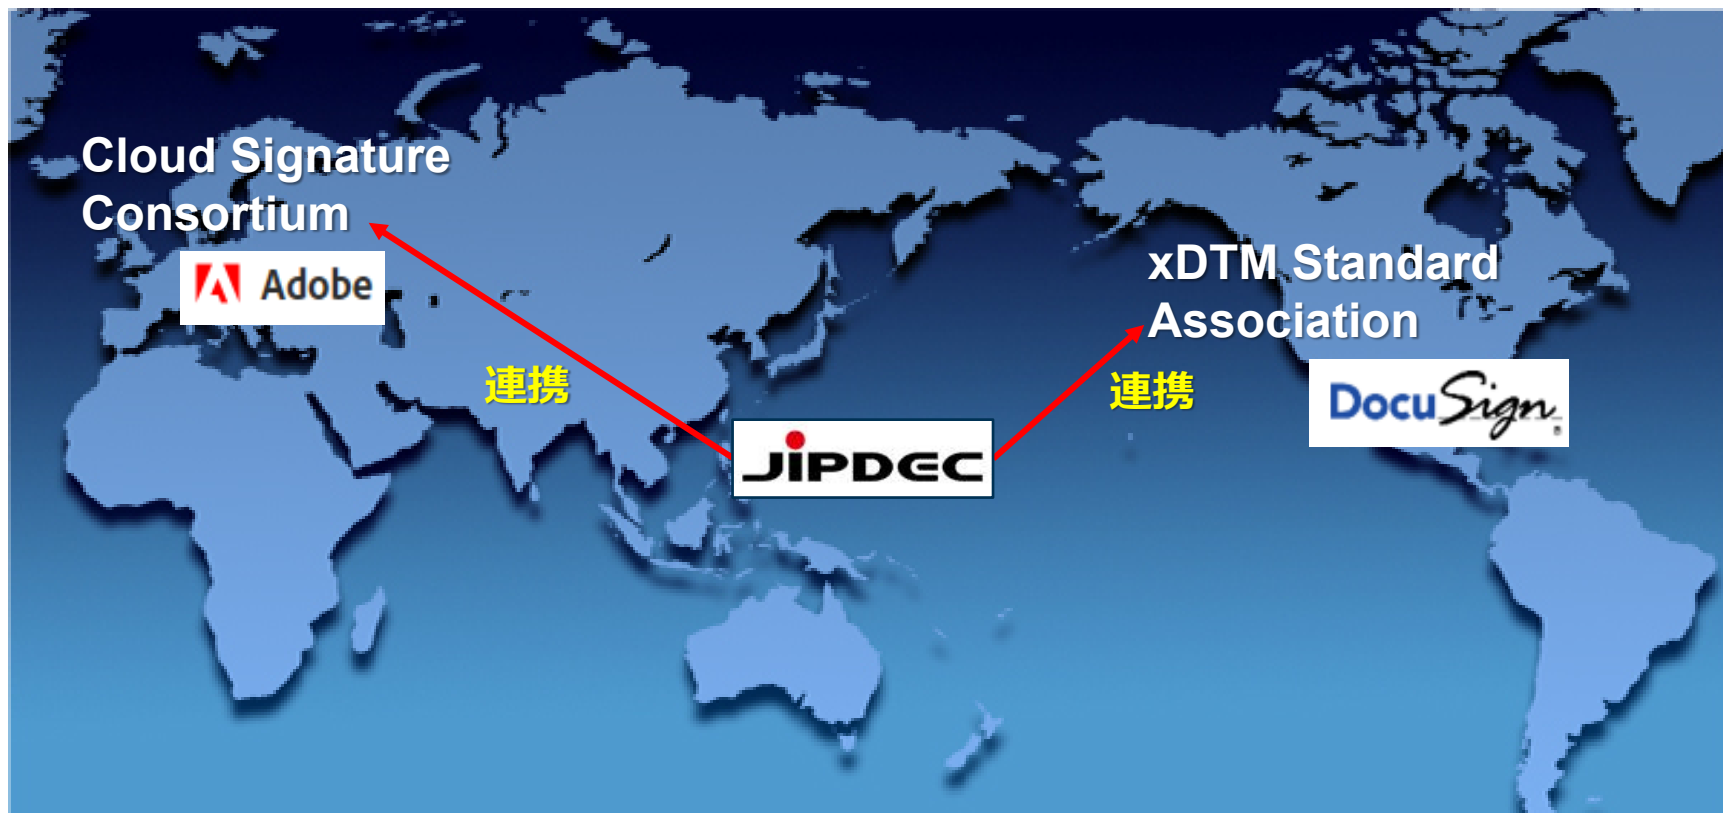 Cloud Signature
Consortium
Adobe
連携
JIPDEC
連携
xDTM Standard
Association
DocuSign®